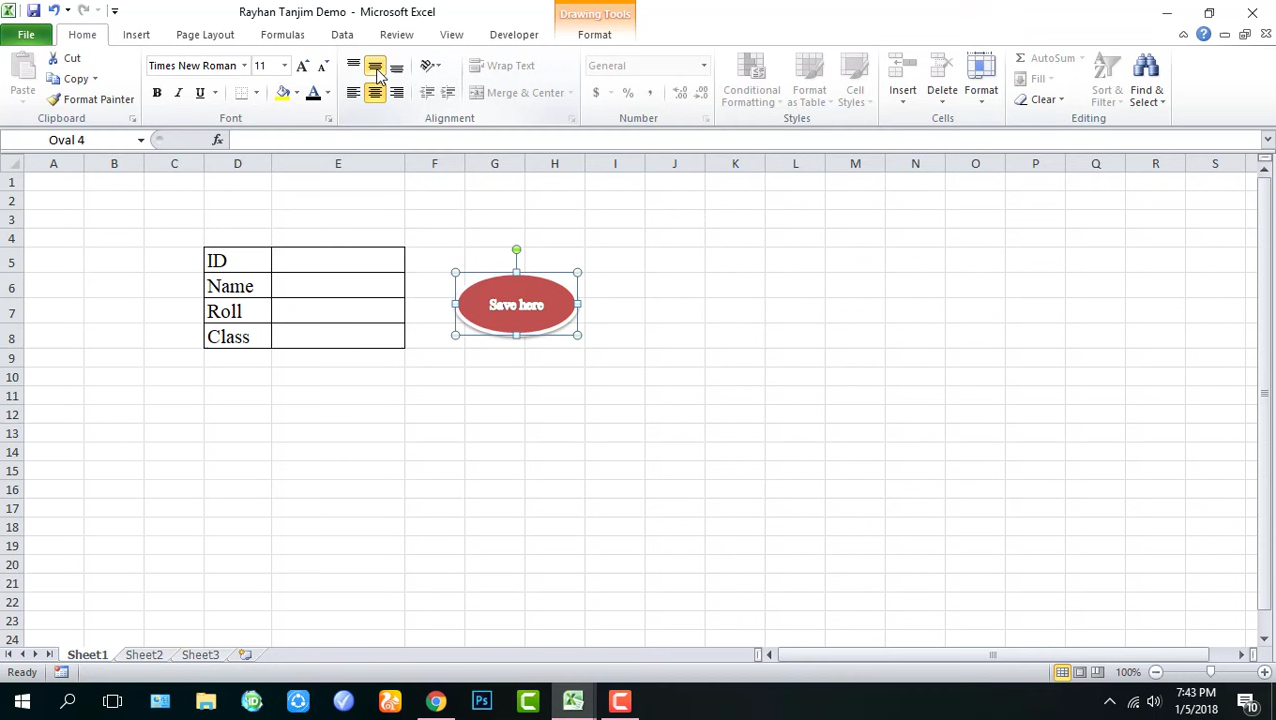 Rayhan Tanjim Demo - Microsoft Excel
Drawing Tools
File Home Insert Page Layout Formulas Data Review View Developer Format
Paste
Cut
Copy
Format Painter
Clipboard
Times New Roman 11
B I U
Font
Wrap Text
Merge & Center
Alignment
General
$ % ,
Number
Conditional Formatting
Format as Table
Cell Styles
Styles
Insert
Delete
Format
Cells
AutoSum
Fill
Clear
Sort & Filter
Find & Select
Editing
Oval 4 fx
A B C D E F G H I J K L M N O P Q R S
1
2
3
4
5 ID
6 Name
7 Roll
8 Class
Save here
9
10
11
12
13
14
15
16
17
18
19
20
21
22
23
24
Sheet1 Sheet2 Sheet3
Ready 100%
7:43 PM
1/5/2018
10